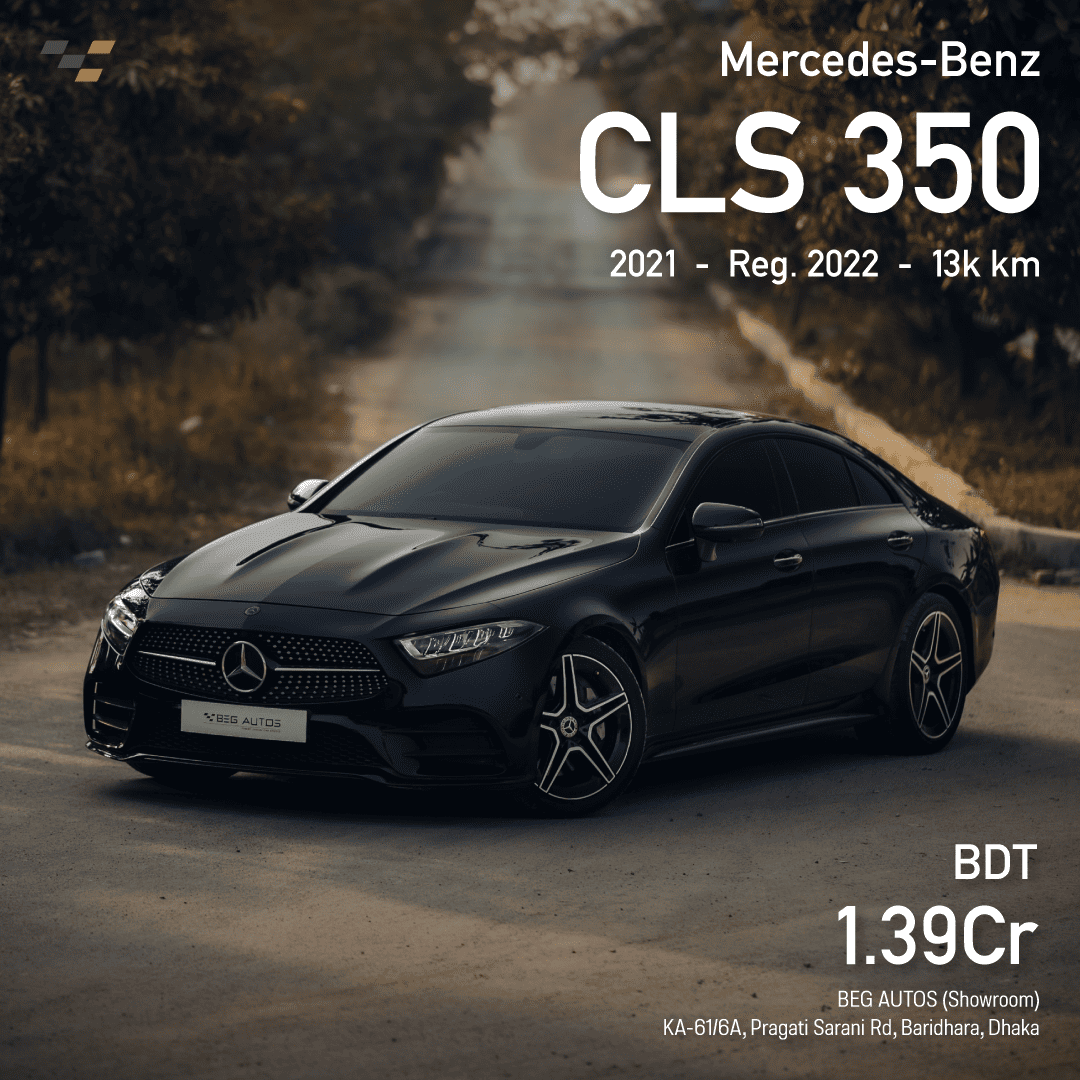 Mercedes-Benz
CLS 350
2021 - Reg. 2022 - 13k km
BEG AUTOS
BDT
1.39Cr
BEG AUTOS (Showroom)
KA-61/6A, Pragati Sarani Rd, Baridhara, Dhaka